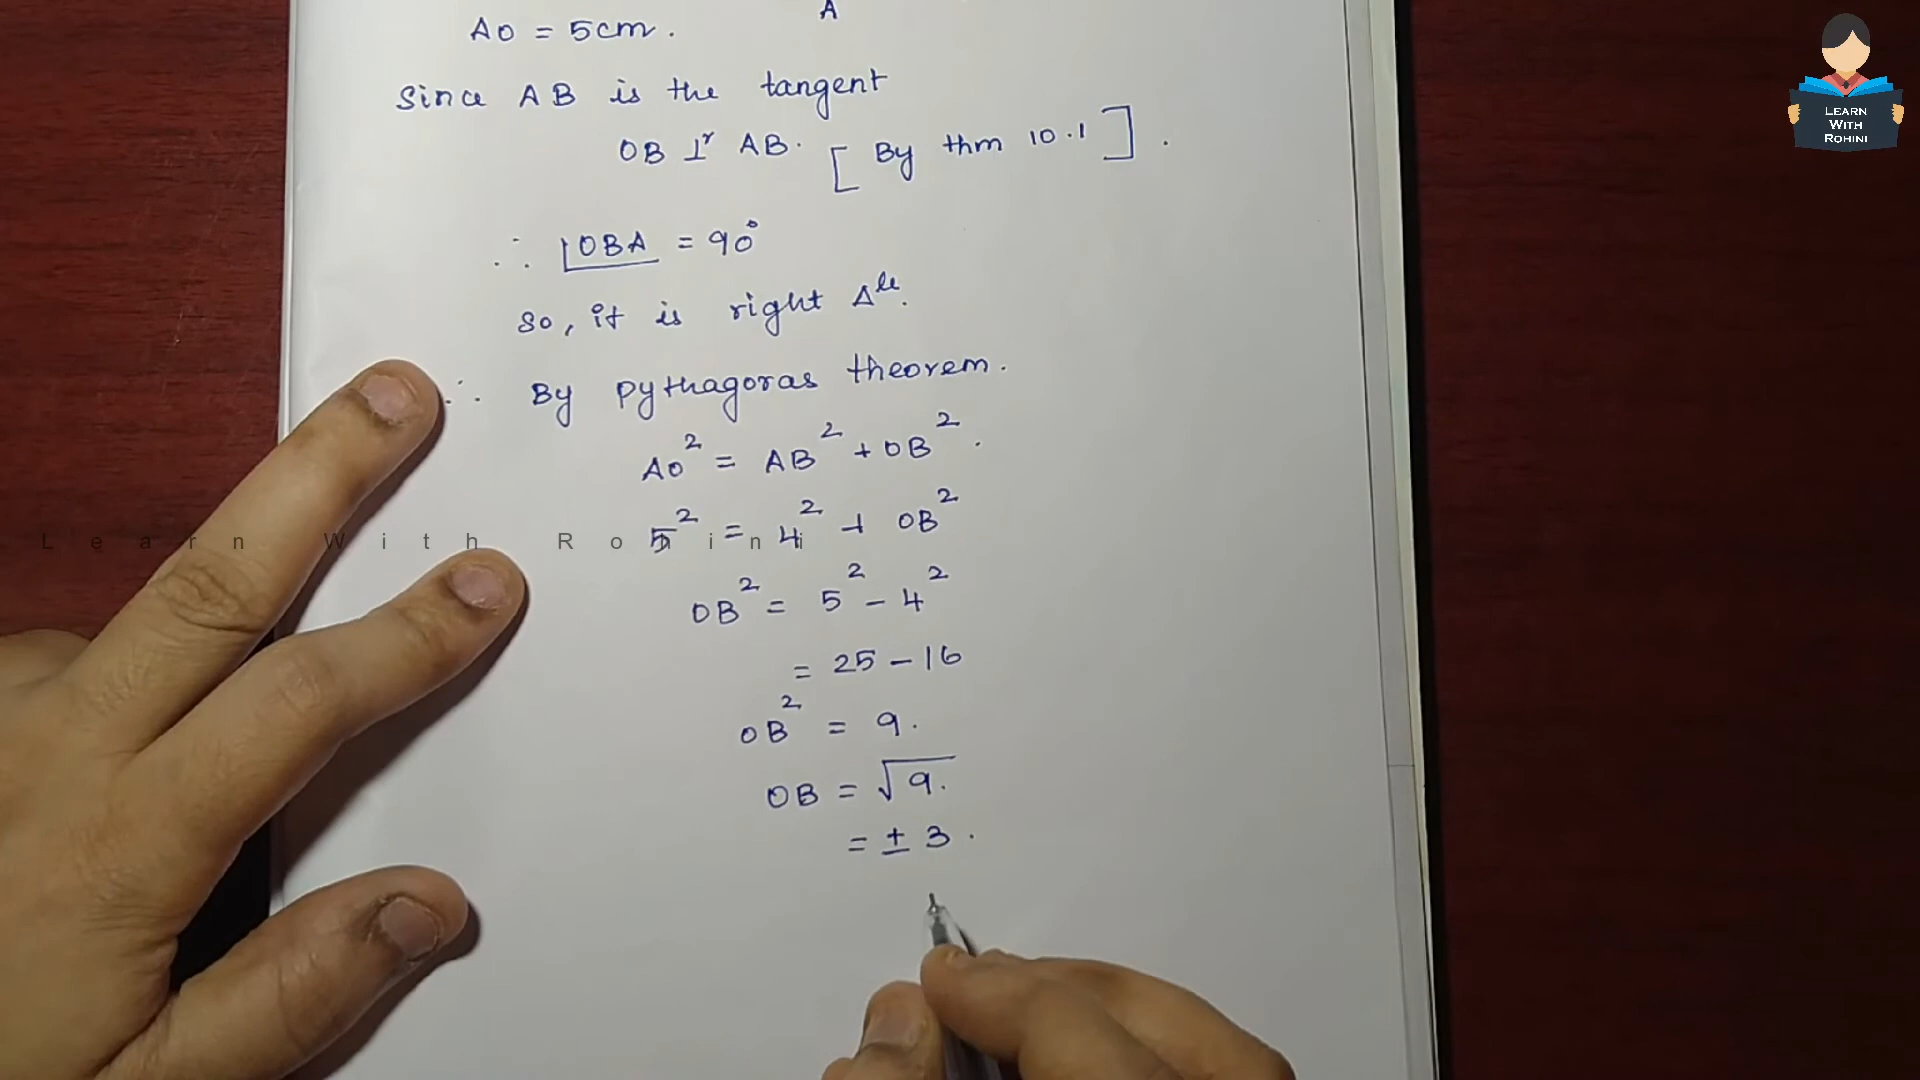 A
AO = 5cm.
LEARN
With
ROHINI
Since AB is the tangent
OB ⊥ʳ AB. [By thm 10.1].
∴ ∠OBA = 90°
So, it is right Δˡᵉ.
∴ By pythagoras theorem.
AO² = AB² + OB².
5² = 4² + OB²
Learn With Rohini
OB² = 5² - 4²
= 25 - 16
OB² = 9.
OB = √9.
= ± 3.